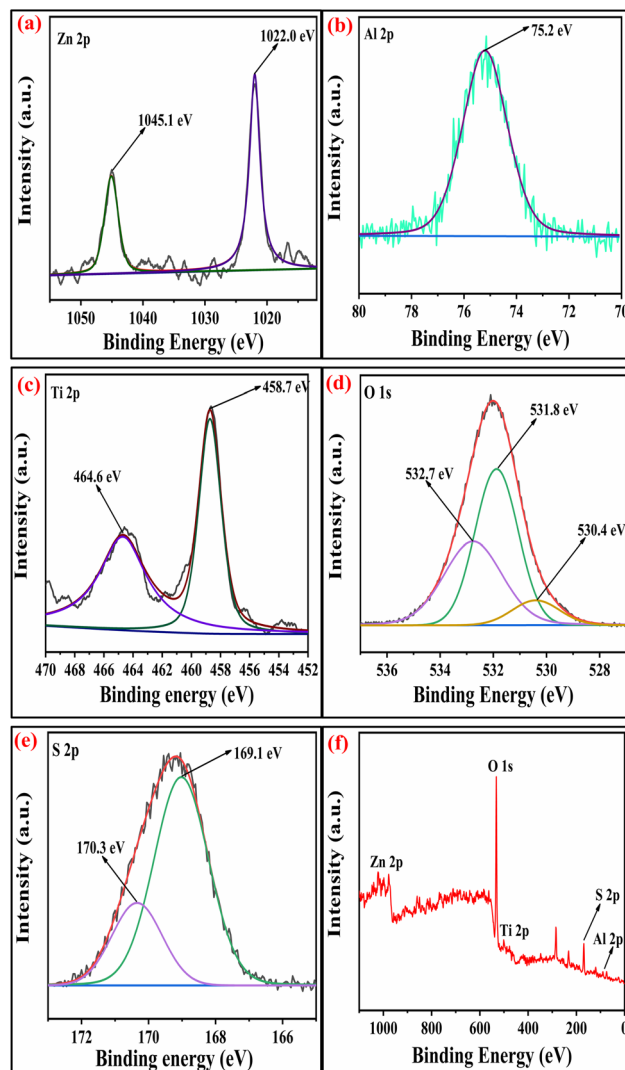 (a)
Zn 2p
1022.0 eV
1045.1 eV
Intensity (a.u.)
1050 1040 1030 1020
Binding Energy (eV)
(b)
Al 2p
75.2 eV
Intensity (a.u.)
80 78 76 74 72 70
Binding Energy (eV)
(c)
Ti 2p
458.7 eV
464.6 eV
Intensity (a.u.)
470 468 466 464 462 460 458 456 454 452
Binding energy (eV)
(d)
O 1s
531.8 eV
532.7 eV
530.4 eV
Intensity (a.u.)
536 534 532 530 528
Binding Energy (eV)
(e)
S 2p
169.1 eV
170.3 eV
Intensity (a.u.)
172 170 168 166
Binding energy (eV)
(f)
O 1s
Zn 2p
S 2p
Ti 2p
Al 2p
Intensity (a.u.)
1000 800 600 400 200 0
Binding Energy (eV)